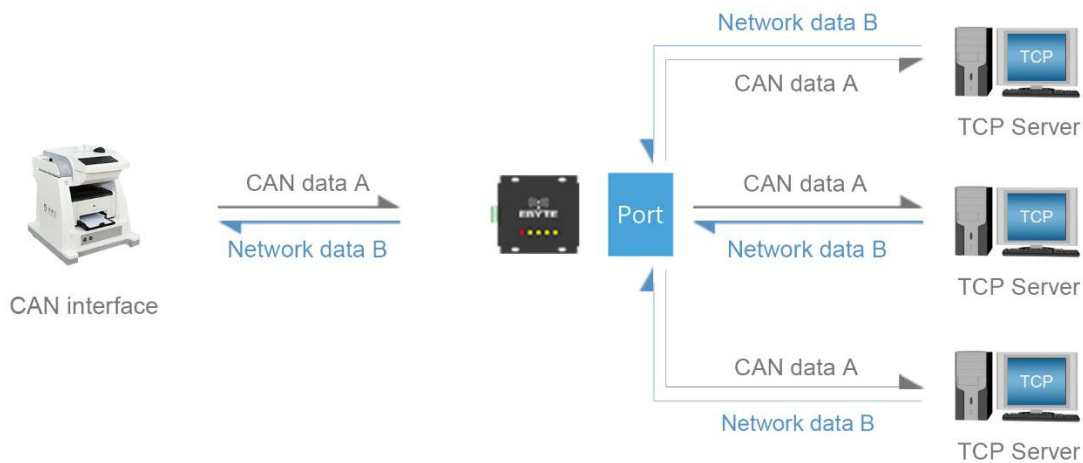 Network data B
CAN data A
TCP
TCP Server
CAN data A
Network data B
CAN interface
EBYTE
Port
CAN data A
Network data B
TCP
TCP Server
CAN data A
Network data B
TCP
TCP Server